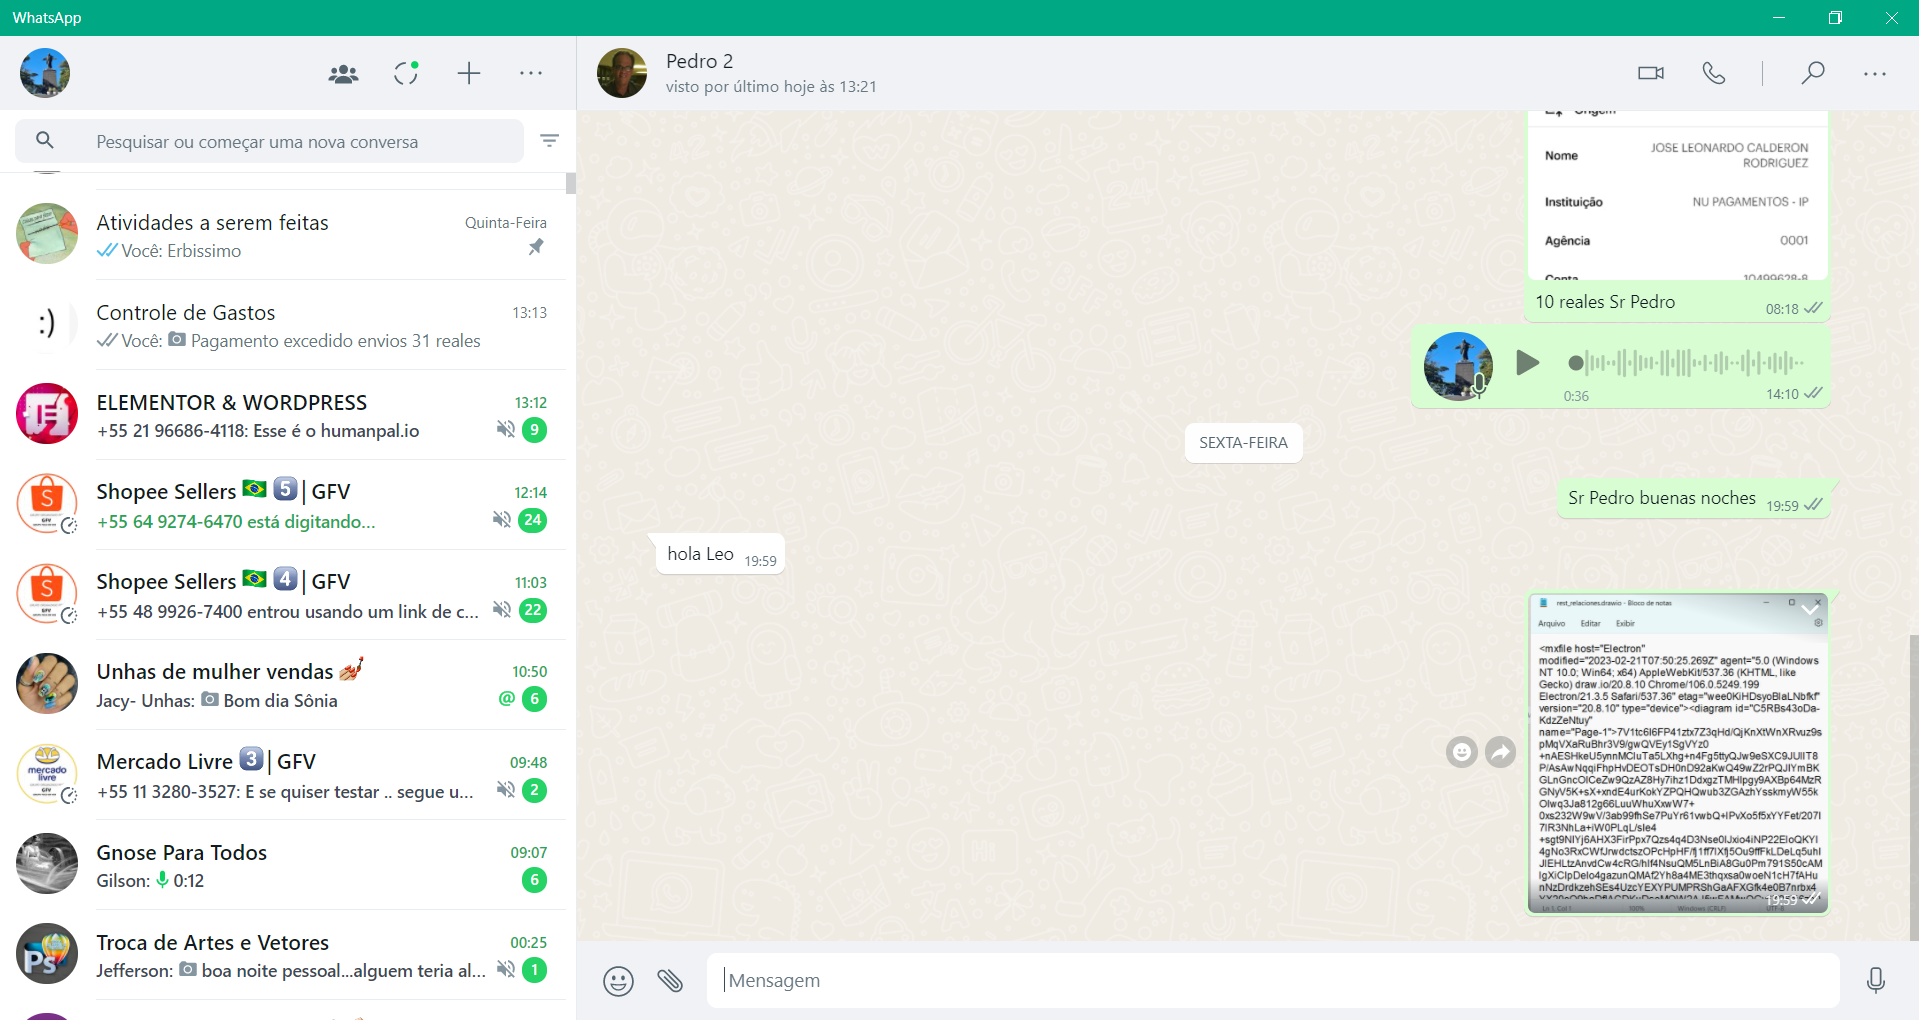 WhatsApp
Pesquisar ou começar uma nova conversa
Atividades a serem feitas
Quinta-Feira
Você: Erbissimo
Controle de Gastos
13:13
Você: Pagamento excedido envios 31 reales
ELEMENTOR & WORDPRESS
13:12
+55 21 96686-4118: Esse é o humanpal.io
9
Shopee Sellers 🇧🇷 5️⃣ | GFV
12:14
+55 64 9274-6470 está digitando...
24
Shopee Sellers 🇧🇷 4️⃣ | GFV
11:03
+55 48 9926-7400 entrou usando um link de c...
22
Unhas de mulher vendas 💅
10:50
Jacy- Unhas: Bom dia Sônia
@ 6
Mercado Livre 3️⃣ | GFV
09:48
+55 11 3280-3527: E se quiser testar .. segue u...
2
Gnose Para Todos
09:07
Gilson: 0:12
6
Troca de Artes e Vetores
00:25
Jefferson: boa noite pessoal...alguem teria al...
1
Pedro 2
visto por último hoje às 13:21
Origem
Nome
JOSE LEONARDO CALDERON
RODRIGUEZ
Instituição
NU PAGAMENTOS - IP
Agência
0001
Conta
10499628-8
10 reales Sr Pedro
08:18
0:36
14:10
SEXTA-FEIRA
Sr Pedro buenas noches
19:59
hola Leo
19:59
rest_relaciones.drawio - Bloco de notas
Arquivo Editar Exibir
<mxfile host="Electron"
modified="2023-02-21T07:50:25.269Z" agent="5.0 (Windows
NT 10.0; Win64; x64) AppleWebKit/537.36 (KHTML, like
Gecko) draw.io/20.8.10 Chrome/106.0.5249.199
Electron/21.3.5 Safari/537.36" etag="wee0KiHDsyoBlaLNbfkf"
version="20.8.10" type="device"><diagram id="C5RBs43oDa-
KdzZeNtuy"
19:59
Mensagem